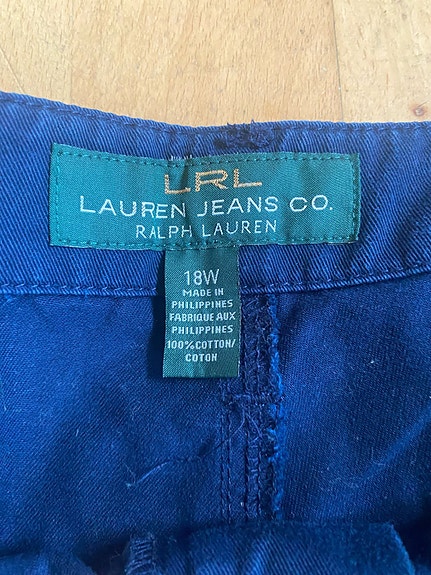 LRL
LAUREN JEANS CO.
RALPH LAUREN
18W
MADE IN
PHILIPPINES
FABRIQUE AUX
PHILIPPINES
100%COTTON/
COTON